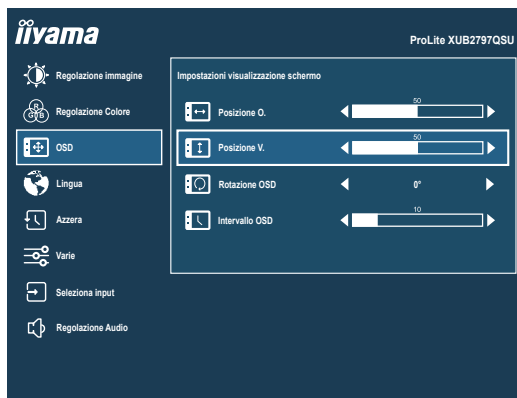 iiyama
ProLite XUB2797QSU
Regolazione immagine
Regolazione Colore
OSD
Lingua
Azzera
Varie
Seleziona input
Regolazione Audio
Impostazioni visualizzazione schermo
Posizione O.
50
Posizione V.
50
Rotazione OSD
0°
Intervallo OSD
10
R
G B